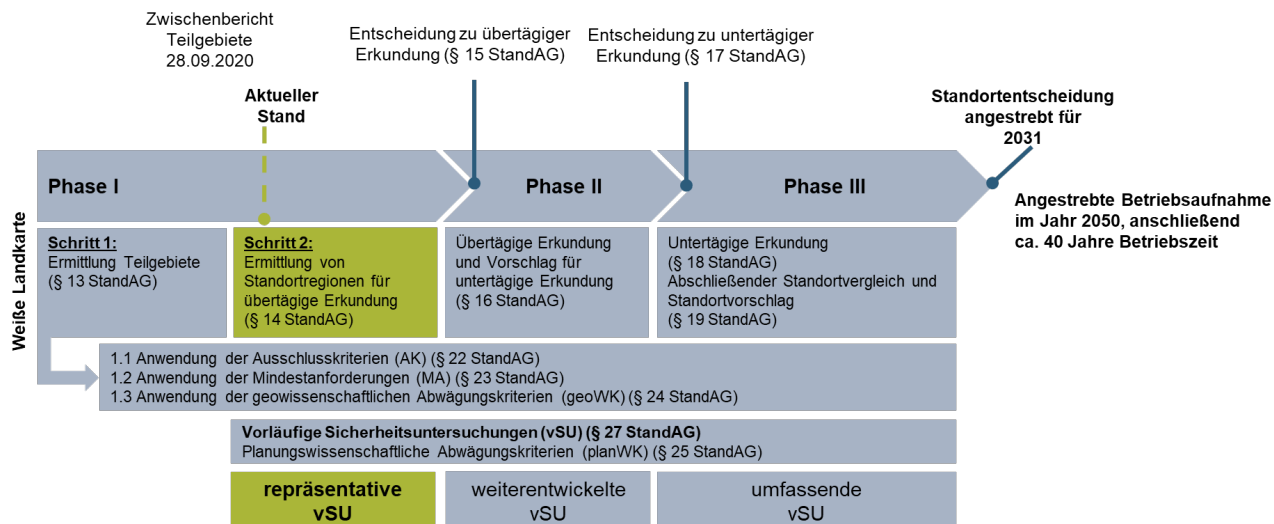 Zwischenbericht
Teilgebiete
28.09.2020
Aktueller
Stand
Entscheidung zu übertägiger
Erkundung (§ 15 StandAG)
Entscheidung zu untertägiger
Erkundung (§ 17 StandAG)
Standortentscheidung
angestrebt für
2031
Weiße Landkarte
Phase I
Phase II
Phase III
Angestrebte Betriebsaufnahme
im Jahr 2050, anschließend
ca. 40 Jahre Betriebszeit
Schritt 1:
Ermittlung Teilgebiete
(§ 13 StandAG)
Schritt 2:
Ermittlung von
Standortregionen für
übertägige Erkundung
(§ 14 StandAG)
Übertägige Erkundung
und Vorschlag für
untertägige Erkundung
(§ 16 StandAG)
Untertägige Erkundung
(§ 18 StandAG)
Abschließender Standortvergleich und
Standortvorschlag
(§ 19 StandAG)
1.1 Anwendung der Ausschlusskriterien (AK) (§ 22 StandAG)
1.2 Anwendung der Mindestanforderungen (MA) (§ 23 StandAG)
1.3 Anwendung der geowissenschaftlichen Abwägungskriterien (geoWK) (§ 24 StandAG)
Vorläufige Sicherheitsuntersuchungen (vSU) (§ 27 StandAG)
Planungswissenschaftliche Abwägungskriterien (planWK) (§ 25 StandAG)
repräsentative
vSU
weiterentwickelte
vSU
umfassende
vSU